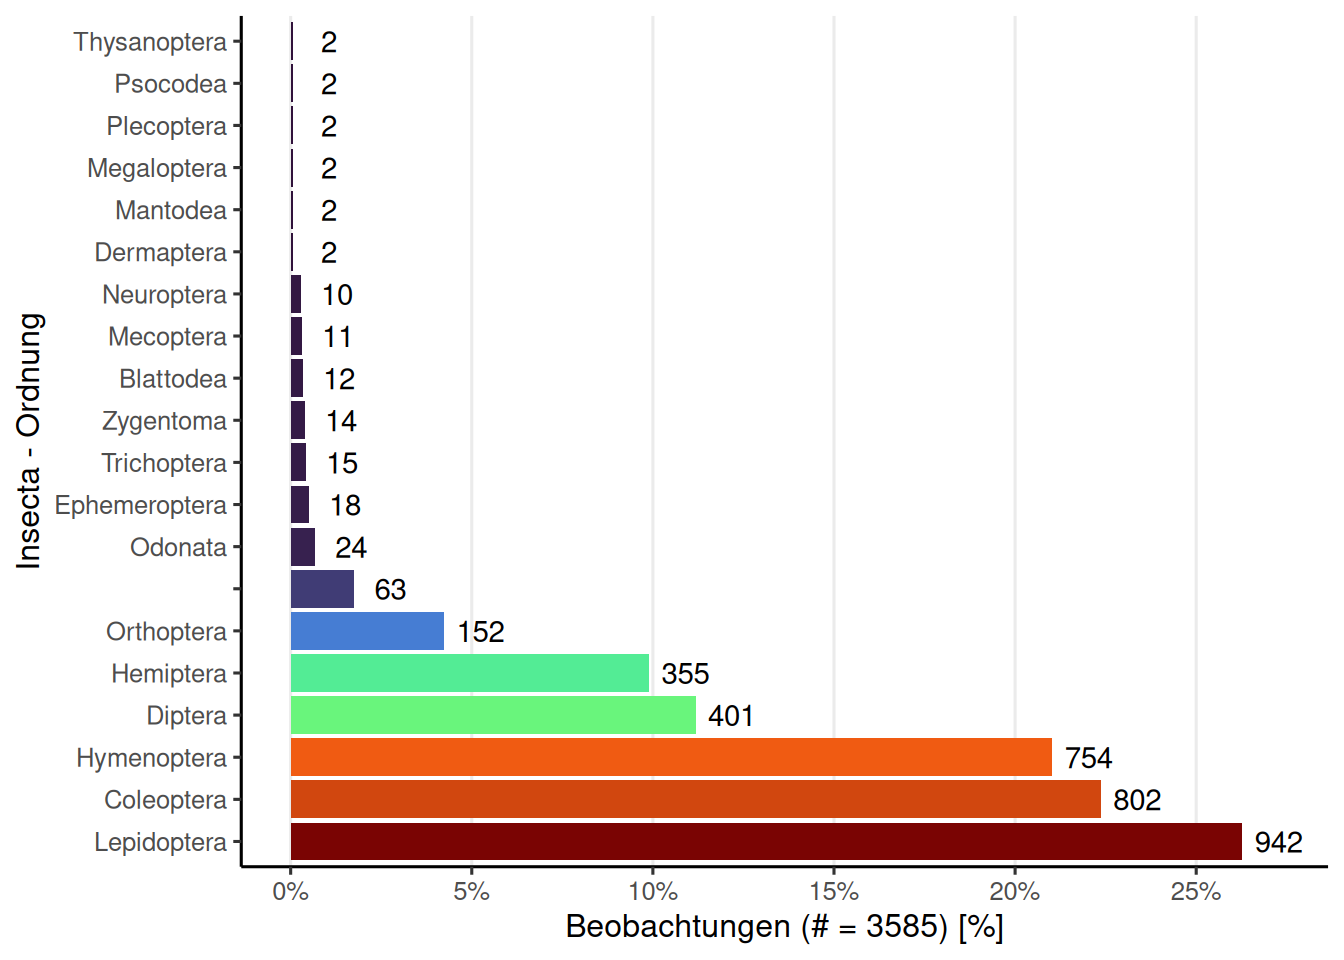 Insecta - Ordnung
Thysanoptera 2
Psocodea 2
Plecoptera 2
Megaloptera 2
Mantodea 2
Dermaptera 2
Neuroptera 10
Mecoptera 11
Blattodea 12
Zygentoma 14
Trichoptera 15
Ephemeroptera 18
Odonata 24
63
Orthoptera 152
Hemiptera 355
Diptera 401
Hymenoptera 754
Coleoptera 802
Lepidoptera 942
0% 5% 10% 15% 20% 25%
Beobachtungen (# = 3585) [%]